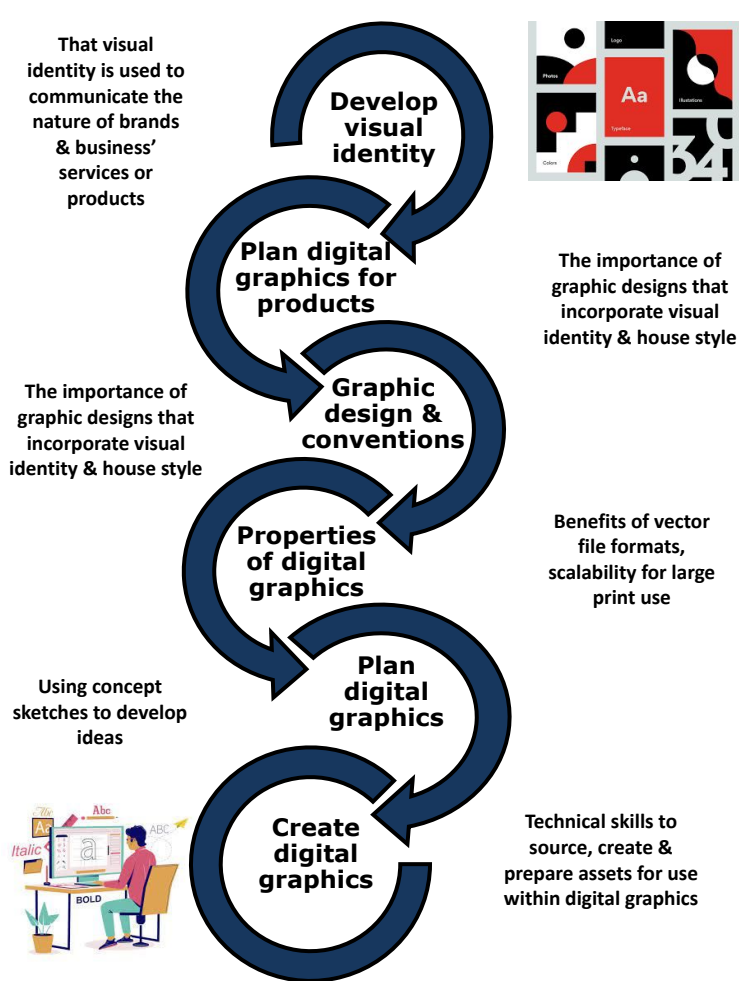 That visual
identity is used to
communicate the
nature of brands
& business'
services or
products
Develop
visual
identity
Logo
Photos
Aa
Typeface
Illustrations
Colors
34
Plan digital
graphics for
products
The importance of
graphic designs that
incorporate visual
identity & house style
Graphic
design &
conventions
The importance of
graphic designs that
incorporate visual
identity & house style
Properties
of digital
graphics
Benefits of vector
file formats,
scalability for large
print use
Plan
digital
graphics
Using concept
sketches to develop
ideas
Create
digital
graphics
Abc
Abc
Aa
ABC
Italic
a
BOLD
Technical skills to
source, create &
prepare assets for use
within digital graphics